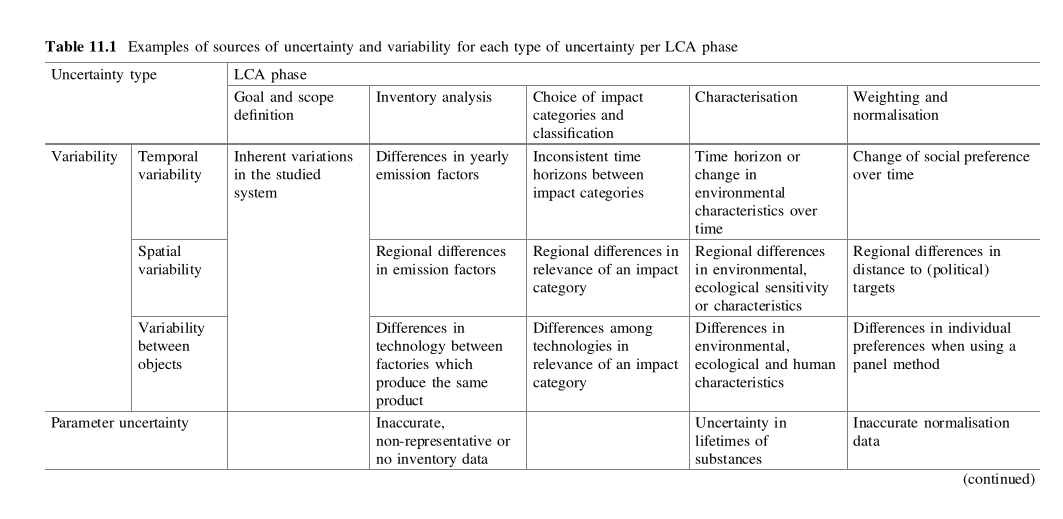 Table 11.1 Examples of sources of uncertainty and variability for each type of uncertainty per LCA phase
Uncertainty type
LCA phase
Goal and scope
definition
Inventory analysis
Choice of impact
categories and
classification
Characterisation
Weighting and
normalisation
Variability
Temporal
variability
Inherent variations
in the studied
system
Differences in yearly
emission factors
Inconsistent time
horizons between
impact categories
Time horizon or
change in
environmental
characteristics over
time
Change of social preference
over time
Spatial
variability
Regional differences
in emission factors
Regional differences in
relevance of an impact
category
Regional differences
in environmental,
ecological sensitivity
or characteristics
Regional differences in
distance to (political)
targets
Variability
between
objects
Differences in
technology between
factories which
produce the same
product
Differences among
technologies in
relevance of an impact
category
Differences in
environmental,
ecological and human
characteristics
Differences in individual
preferences when using a
panel method
Parameter uncertainty
Inaccurate,
non-representative or
no inventory data
Uncertainty in
lifetimes of
substances
Inaccurate normalisation
data
(continued)